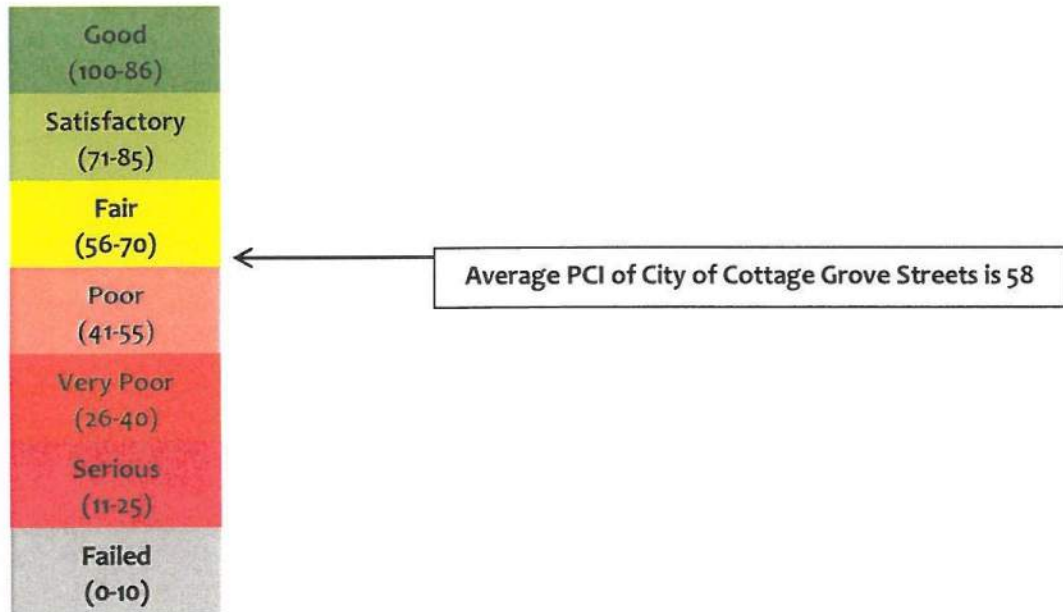 Good
(100-86)
Satisfactory
(71-85)
Fair
(56-70)
Average PCI of City of Cottage Grove Streets is 58
Poor
(41-55)
Very Poor
(26-40)
Serious
(11-25)
Failed
(0-10)